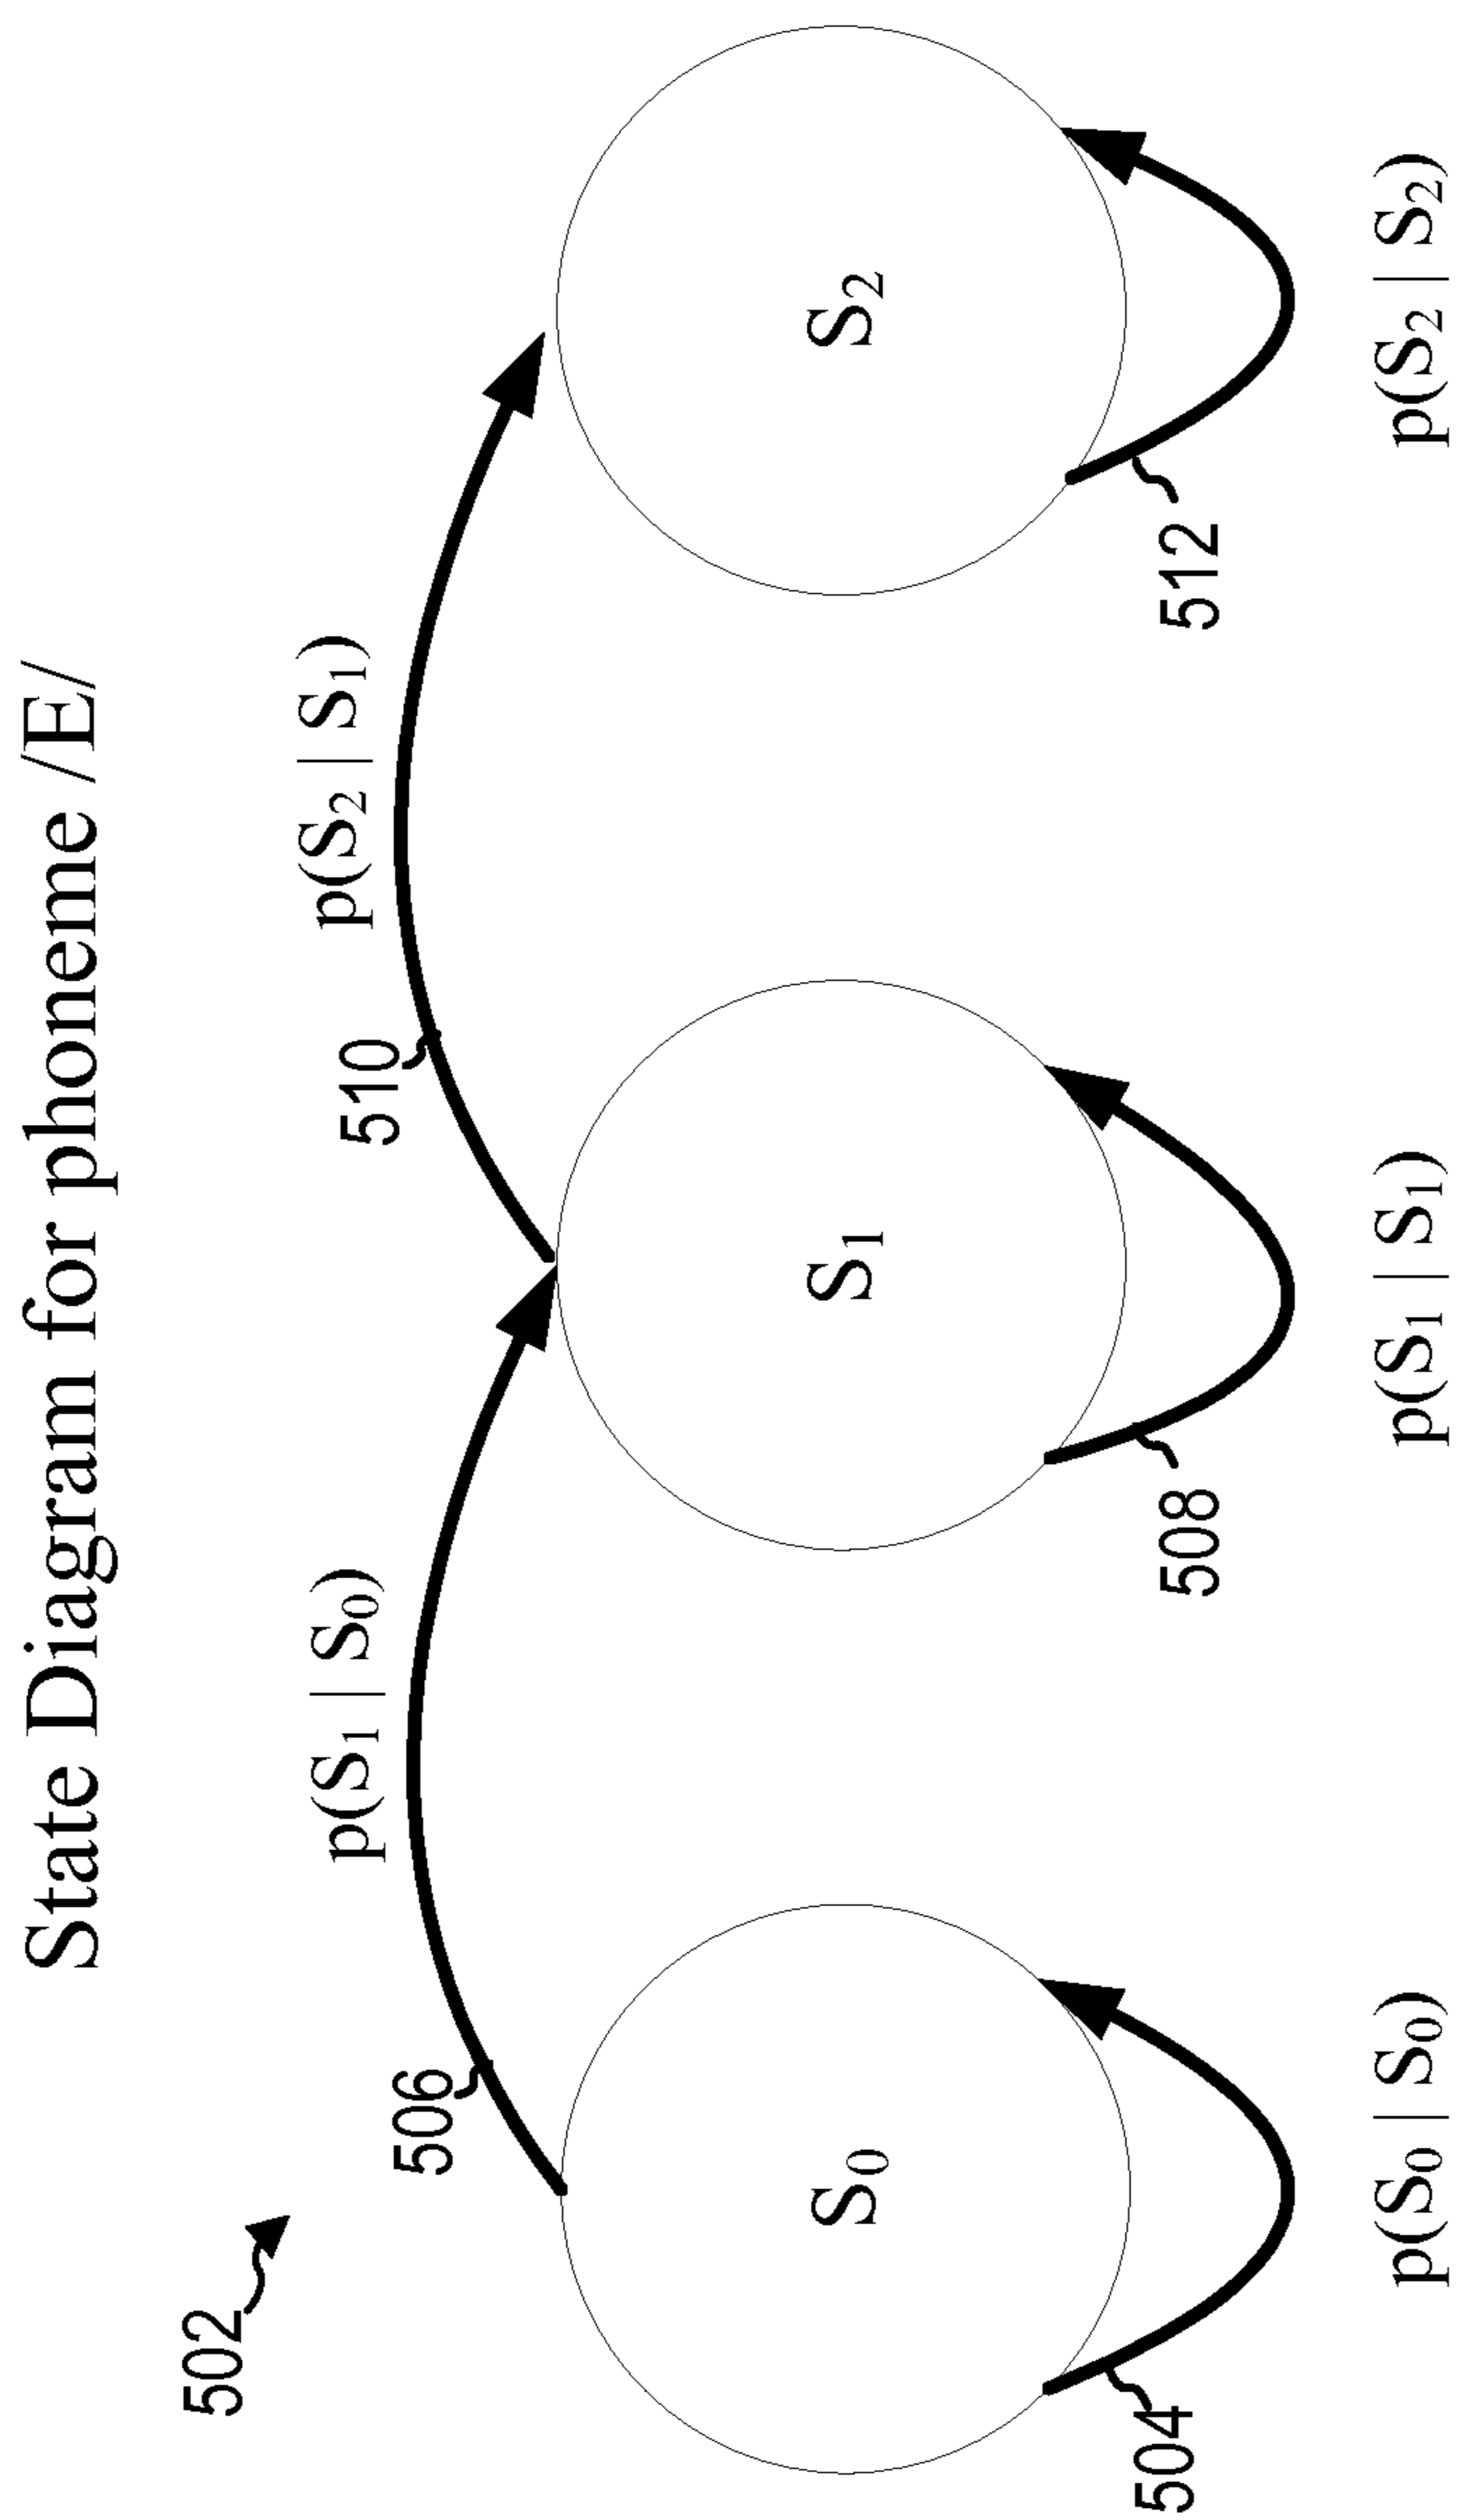 State Diagram for phoneme /E/
502
506
p(S₁ | S₀)
510
p(S₂ | S₁)
S₀
S₁
S₂
504
508
512
p(S₀ | S₀)
p(S₁ | S₁)
p(S₂ | S₂)